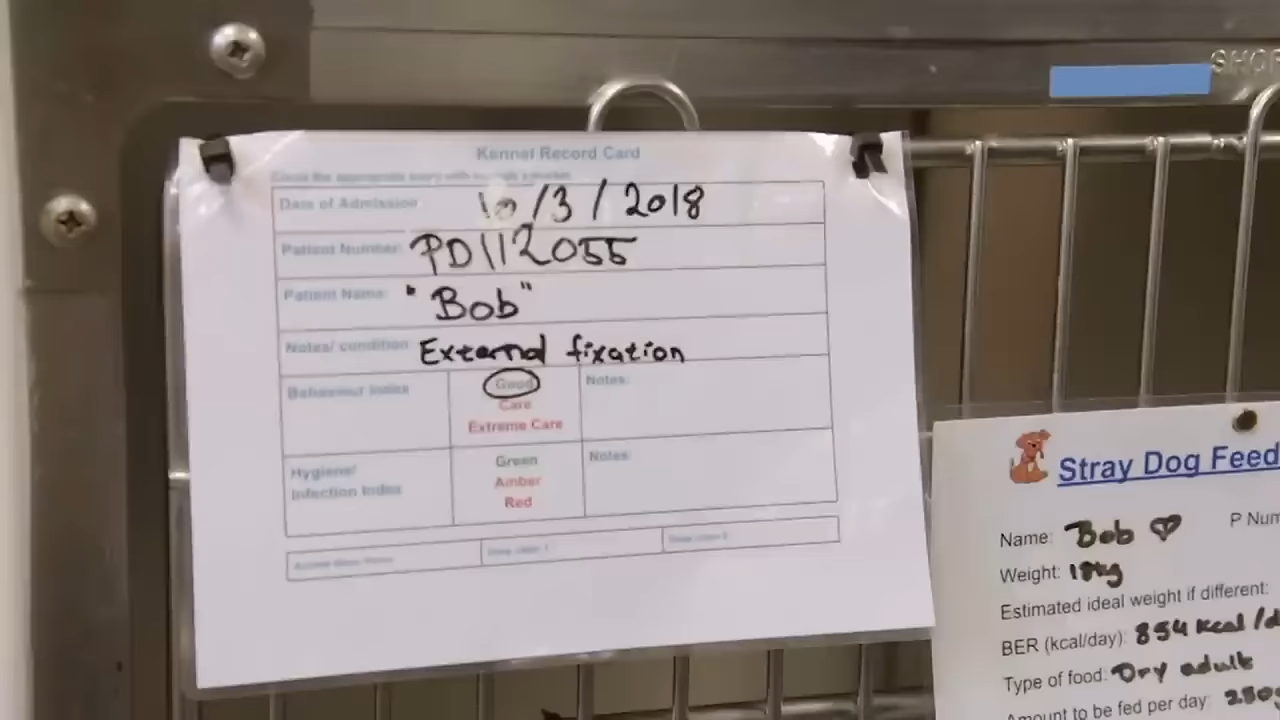 SHOR
Kennel Record Card
Date of Admission 10/3/2018
Patient Number: PD112055
Patient Name: "Bob"
Notes/ condition: External fixation
Behaviour Index
Good
Care
Extreme Care
Notes:
Hygiene/
Infection Index
Green
Amber
Red
Notes:
Stray Dog Feed
Name: Bob P Num
Weight: 18kg
Estimated ideal weight if different:
BER (kcal/day): 854 kcal/d
Type of food: Dry adult
Amount to be fed per day: 250g